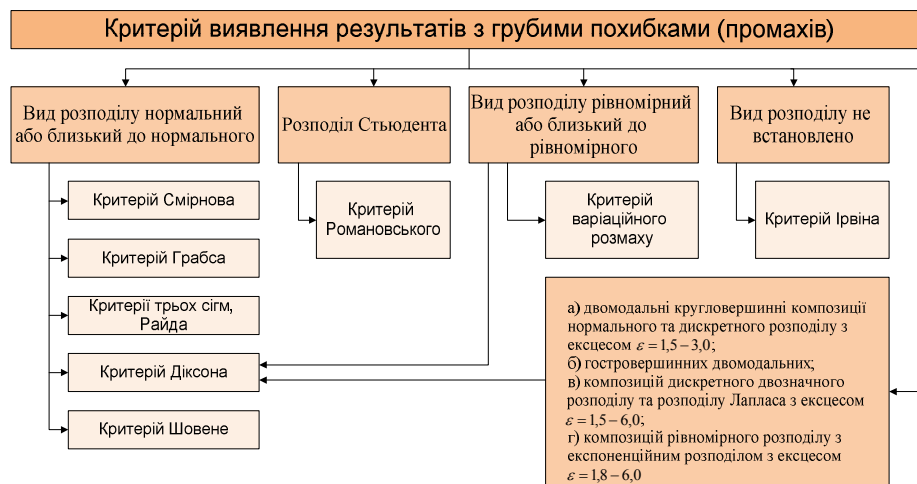 Критерій виявлення результатів з грубими похибками (промахів)
Вид розподілу нормальний
або близький до нормального
Розподіл Стьюдента
Вид розподілу рівномірний
або близький до
рівномірного
Вид розподілу не
встановлено
Критерій Смірнова
Критерій Грабса
Критерії трьох сігм,
Райда
Критерій Діксона
Критерій Шовене
Критерій
Романовського
Критерій
варіаційного
розмаху
Критерій Ірвіна
а) двомодальні кругловершинні композиції
нормального та дискретного розподілу з
ексцесом ε = 1,5 – 3,0;
б) гостровершинних двомодальних;
в) композицій дискретного двозначного
розподілу та розподілу Лапласа з ексцесом
ε = 1,5 – 6,0;
г) композицій рівномірного розподілу з
експоненційним розподілом з ексцесом
ε = 1,8 – 6,0